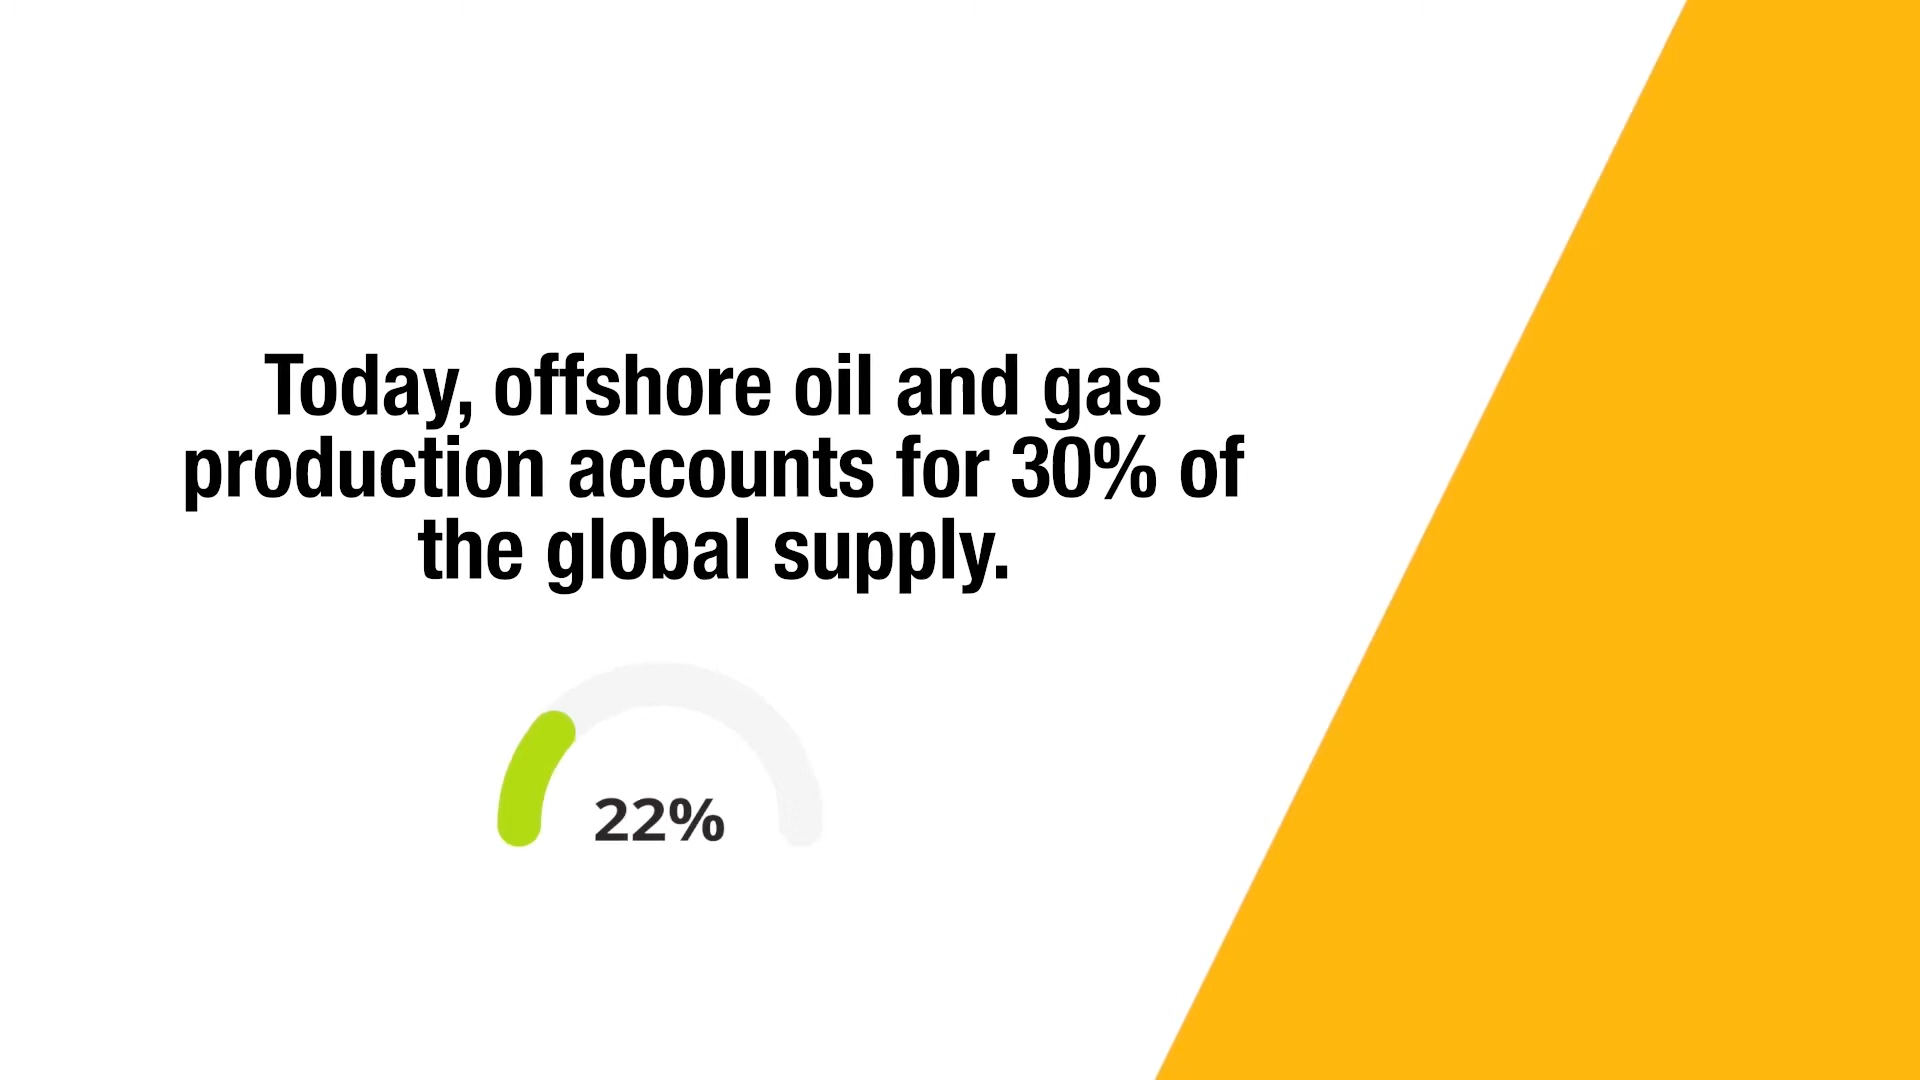 Today, offshore oil and gas
production accounts for 30% of
the global supply.
22%